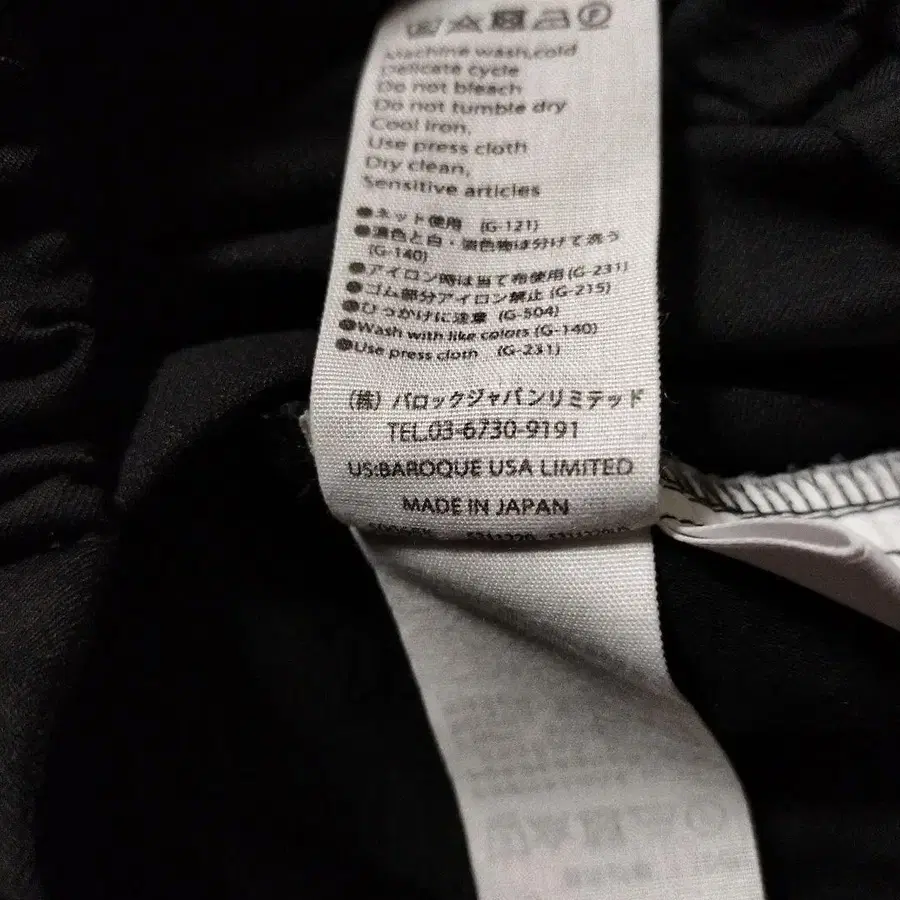 Machine wash,cold
Delicate cycle
Do not bleach
Do not tumble dry
Cool iron,
Use press cloth
Dry clean,
Sensitive articles
●ネット使用 (G-121)
●濃色と白・淡色物は分けて洗う
(G-140)
●アイロン時は当て布使用(G-231)
●ゴム部分アイロン禁止 (G-215)
●ひっかけに注意 (G-504)
●Wash with like colors (G-140)
●Use press cloth (G-231)
(株) バロックジャパンリミテッド
TEL.03-6730-9191
US:BAROQUE USA LIMITED
MADE IN JAPAN